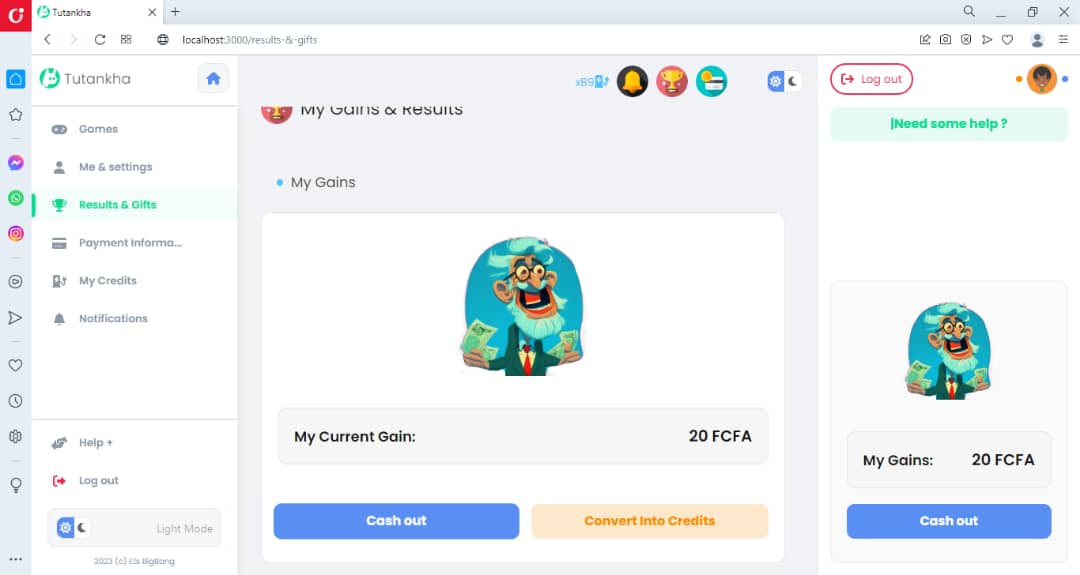 Tutankha
localhost:3000/results-&-gifts
Tutankha
x89
Log out
Games
Me & settings
Results & Gifts
Payment Informa...
My Credits
Notifications
Help +
Log out
Light Mode
2023 (c) Ets BigBang
My Gains & Results
My Gains
My Current Gain:
20 FCFA
Cash out
Convert Into Credits
|Need some help ?
My Gains:
20 FCFA
Cash out